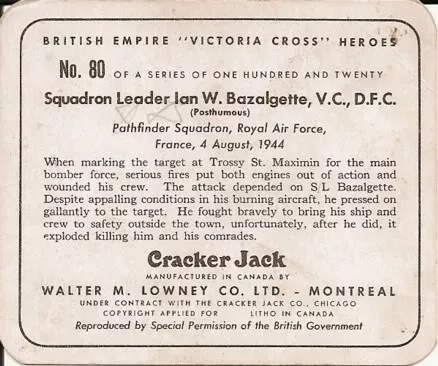 BRITISH EMPIRE "VICTORIA CROSS" HEROES
No. 80 OF A SERIES OF ONE HUNDRED AND TWENTY
Squadron Leader Ian W. Bazalgette, V.C., D.F.C.
(Posthumous)
Pathfinder Squadron, Royal Air Force,
France, 4 August, 1944
When marking the target at Trossy St. Maximin for the main
bomber force, serious fires put both engines out of action and
wounded his crew. The attack depended on S/L Bazalgette.
Despite appalling conditions in his burning aircraft, he pressed on
gallantly to the target. He fought bravely to bring his ship and
crew to safety outside the town, unfortunately, after he did, it
exploded killing him and his comrades.
Cracker Jack
MANUFACTURED IN CANADA BY
WALTER M. LOWNEY CO. LTD. - MONTREAL
UNDER CONTRACT WITH THE CRACKER JACK CO., CHICAGO
COPYRIGHT APPLIED FOR LITHO IN CANADA
Reproduced by Special Permission of the British Government